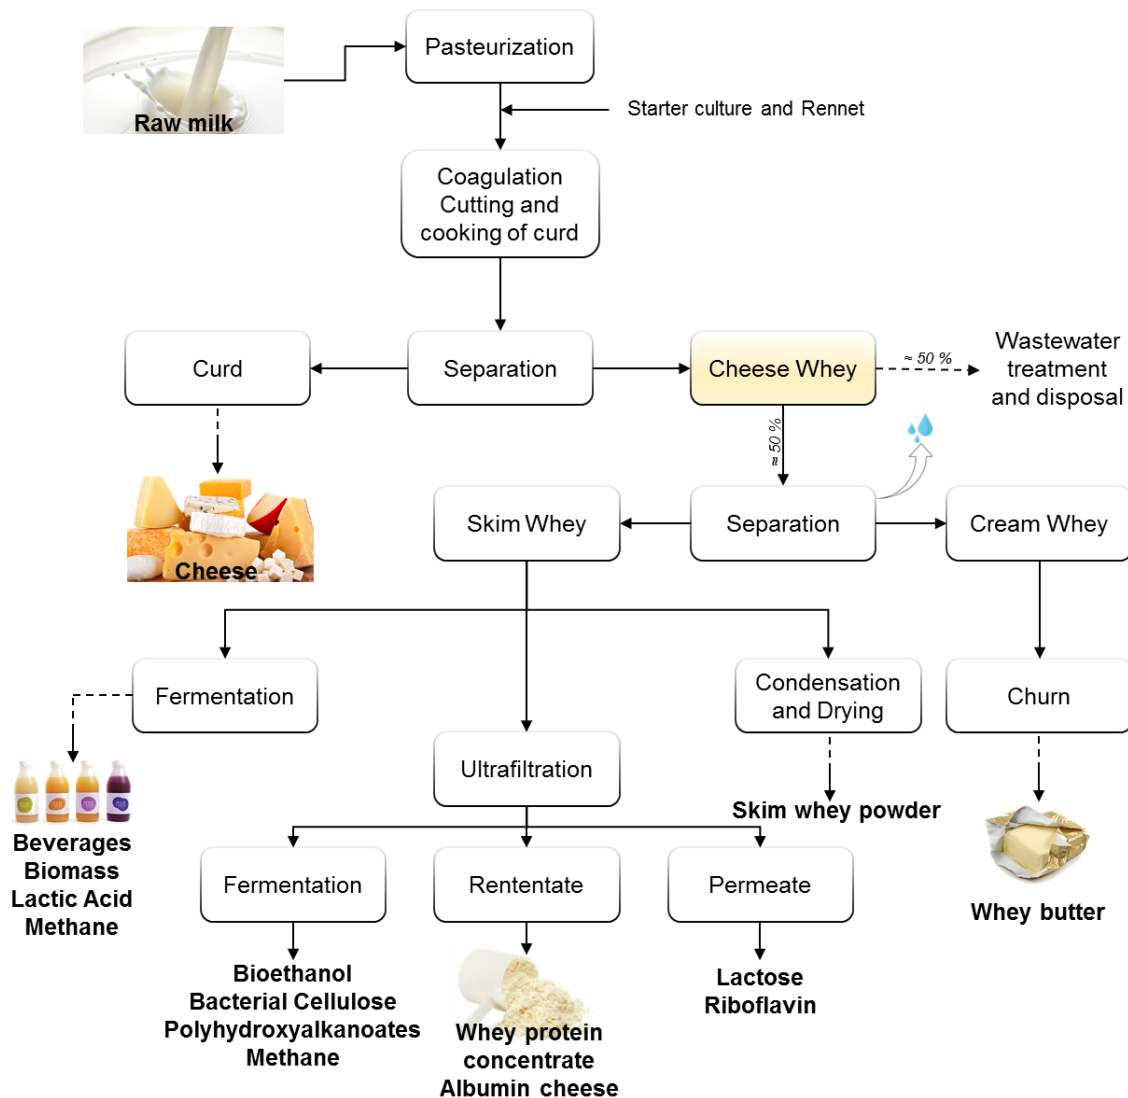 Pasteurization
Raw milk
Starter culture and Rennet
Coagulation
Cutting and
cooking of curd
Curd
Separation
Cheese Whey
≈ 50 %
Wastewater
treatment
and disposal
≈ 50 %
Skim Whey
Separation
Cream Whey
Cheese
Fermentation
Condensation
and Drying
Churn
Ultrafiltration
Skim whey powder
Beverages
Biomass
Lactic Acid
Methane
Fermentation
Rententate
Permeate
Whey butter
Bioethanol
Bacterial Cellulose
Polyhydroxyalkanoates
Methane
Whey protein
concentrate
Albumin cheese
Lactose
Riboflavin